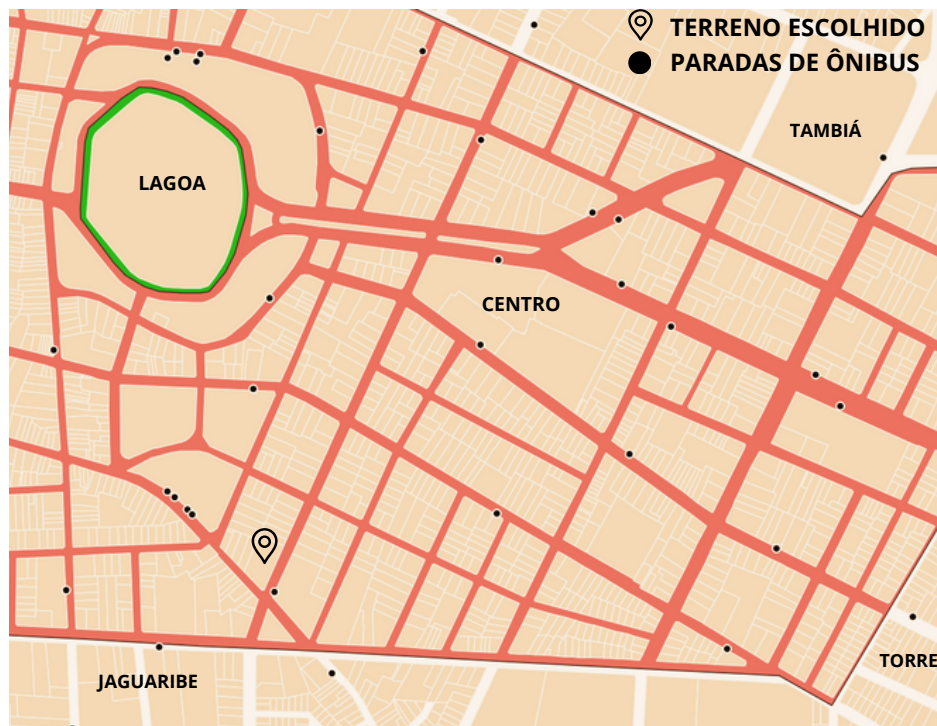 TERRENO ESCOLHIDO
PARADAS DE ÔNIBUS
TAMBIÁ
LAGOA
CENTRO
TORRE
JAGUARIBE